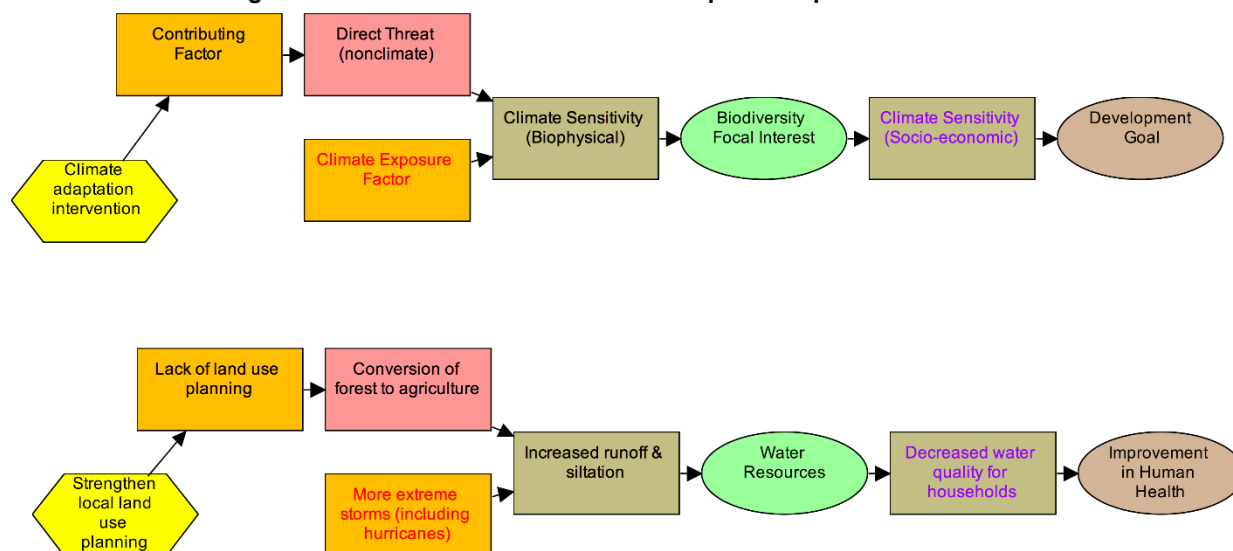 Contributing
Factor
Direct Threat
(nonclimate)
Climate Sensitivity
(Biophysical)
Biodiversity
Focal Interest
Climate Sensitivity
(Socio-economic)
Development
Goal
Climate Exposure
Factor
Climate
adaptation
intervention
Lack of land use
planning
Conversion of
forest to agriculture
Increased runoff &
siltation
Water
Resources
Decreased water
quality for
households
Improvement
in Human
Health
More extreme
storms (including
hurricanes)
Strengthen
local land
use
planning